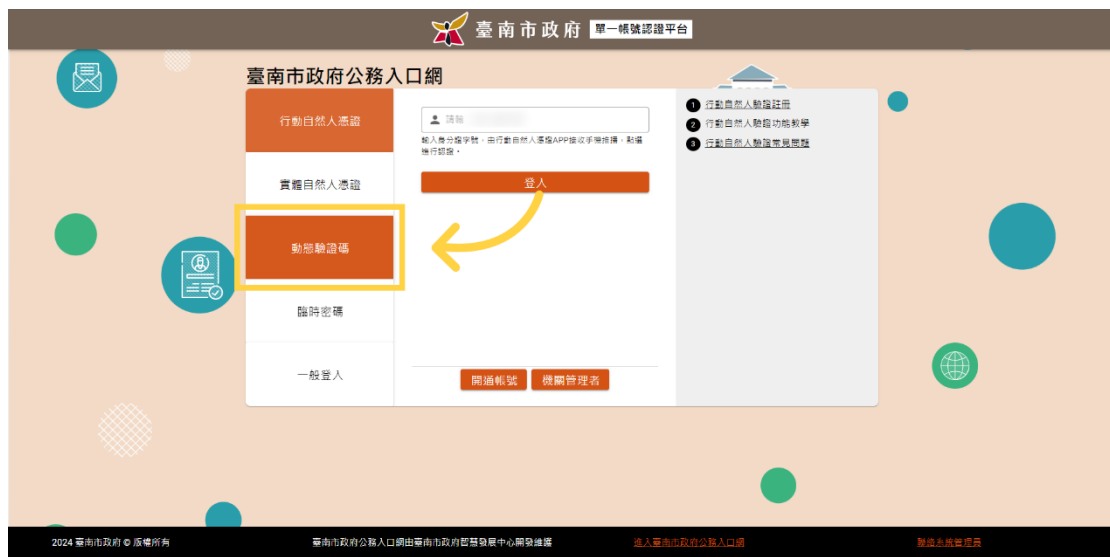 臺南市政府 單一帳號認證平台
臺南市政府公務入口網
行動自然人憑證
實體自然人憑證
動態驗證碼
臨時密碼
一般登入
輸入身分證字號，由行動自然人憑證APP接收手機推播，點選
進行認證。
登入
開通帳號 機關管理者
1 行動自然人驗證註冊
2 行動自然人驗證功能教學
3 行動自然人驗證常見問題
2024 臺南市政府 © 版權所有
臺南市政府公務入口網由臺南市政府智慧發展中心開發維護
進入臺南市政府公務入口網
聯絡系統管理員